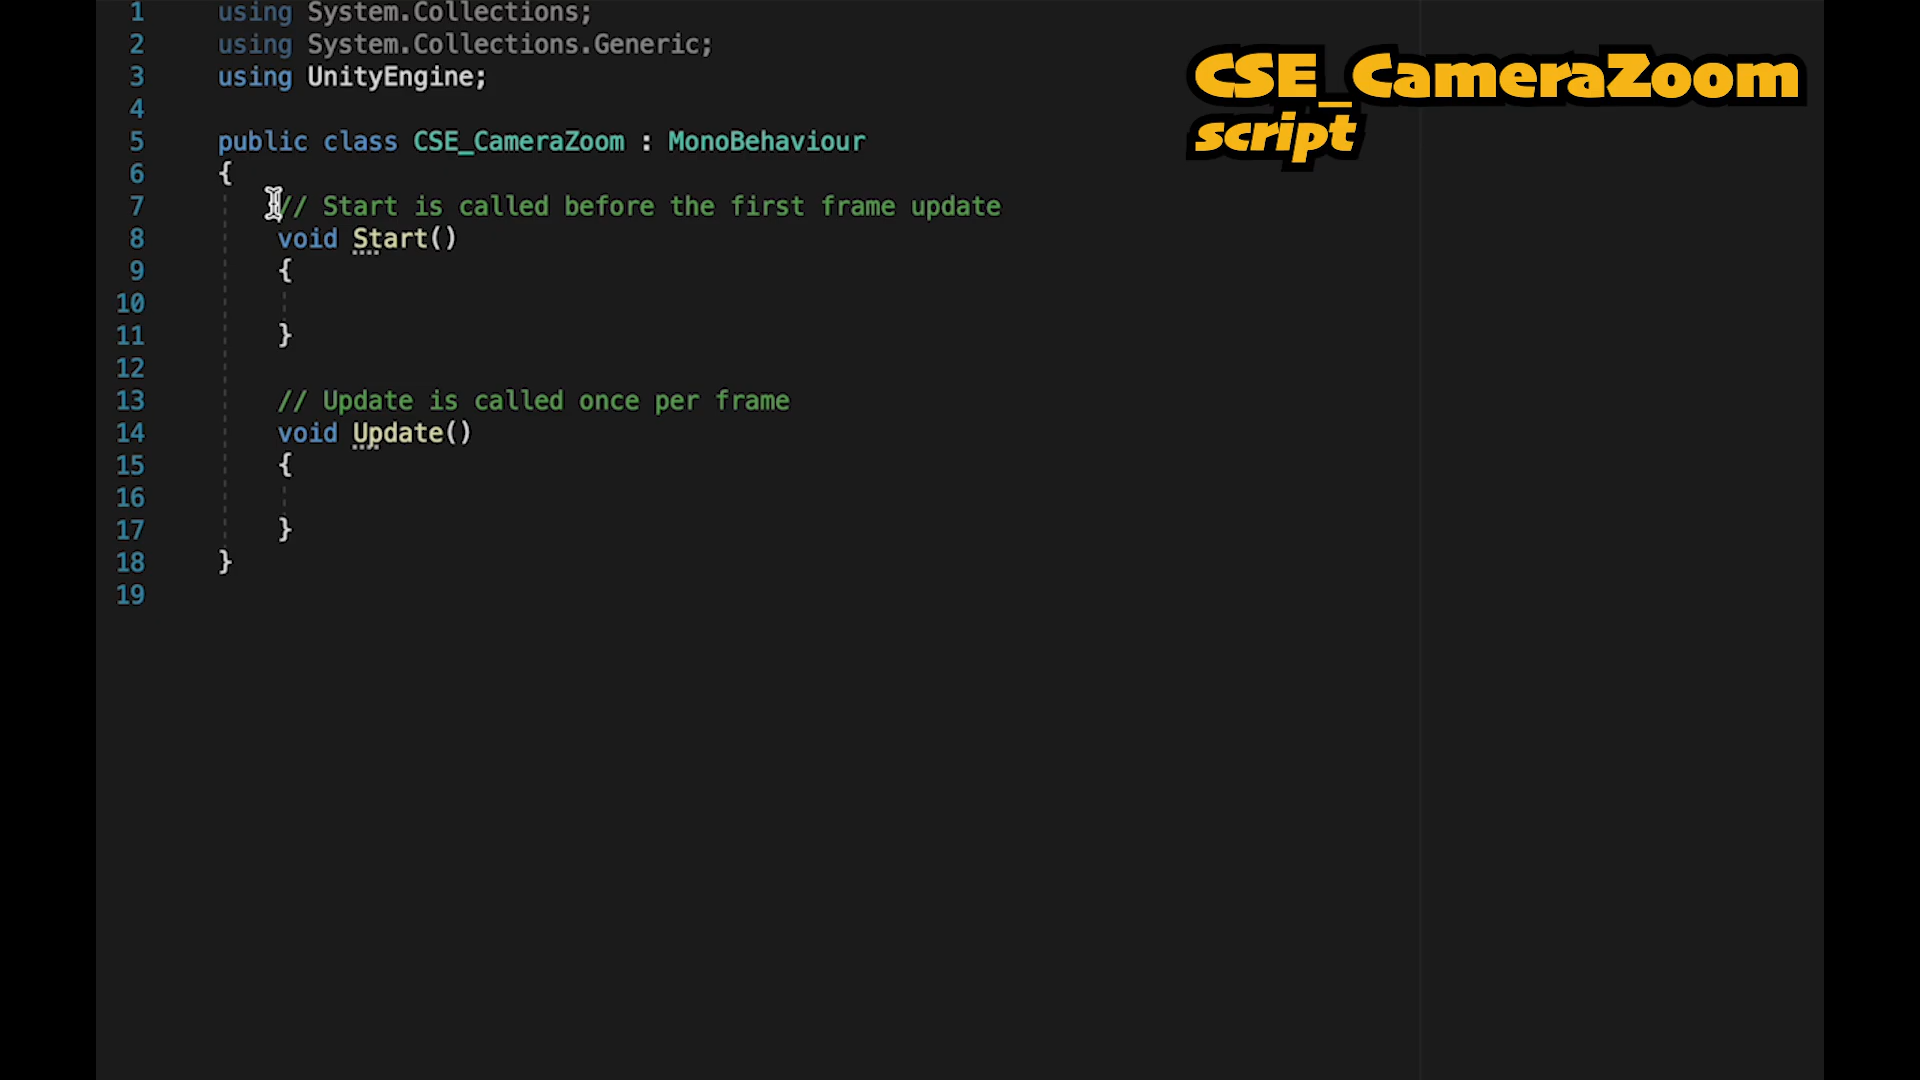 1 using System.Collections;
2 using System.Collections.Generic;
3 using UnityEngine;
4
5 public class CSE_CameraZoom : MonoBehaviour
6 {
7 // Start is called before the first frame update
8 void Start()
9 {
10
11 }
12
13 // Update is called once per frame
14 void Update()
15 {
16
17 }
18 }
19
CSE_CameraZoom
script